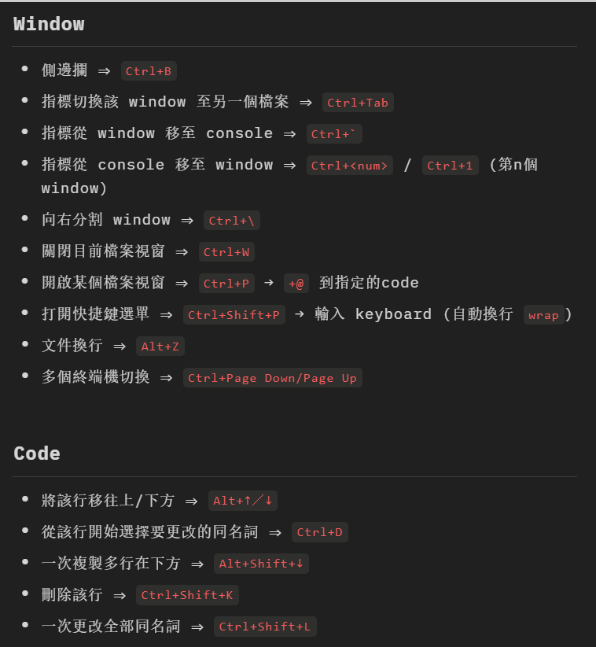 Window
側邊攔 ⇒ Ctrl+B
指標切換該 window 至另一個檔案 ⇒ Ctrl+Tab
指標從 window 移至 console ⇒ Ctrl+`
指標從 console 移至 window ⇒ Ctrl+<num> / Ctrl+1 (第n個
window)
向右分割 window ⇒ Ctrl+\
關閉目前檔案視窗 ⇒ Ctrl+W
開啟某個檔案視窗 ⇒ Ctrl+P → +@ 到指定的code
打開快捷鍵選單 ⇒ Ctrl+Shift+P → 輸入 keyboard (自動換行 wrap)
文件換行 ⇒ Alt+Z
多個終端機切換 ⇒ Ctrl+Page Down/Page Up
Code
將該行移往上/下方 ⇒ Alt+↑／↓
從該行開始選擇要更改的同名詞 ⇒ Ctrl+D
一次複製多行在下方 ⇒ Alt+Shift+↓
刪除該行 ⇒ Ctrl+Shift+K
一次更改全部同名詞 ⇒ Ctrl+Shift+L